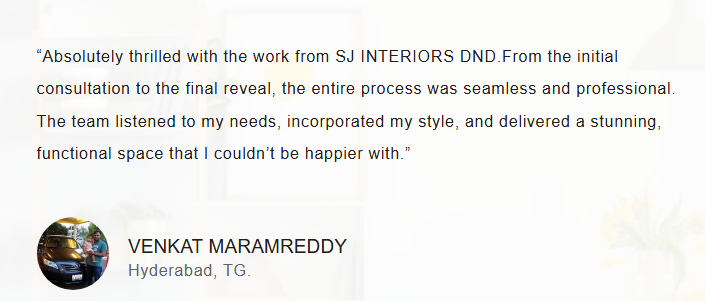 “Absolutely thrilled with the work from SJ INTERIORS DND.From the initial
consultation to the final reveal, the entire process was seamless and professional.
The team listened to my needs, incorporated my style, and delivered a stunning,
functional space that I couldn’t be happier with.”
VENKAT MARAMREDDY
Hyderabad, TG.